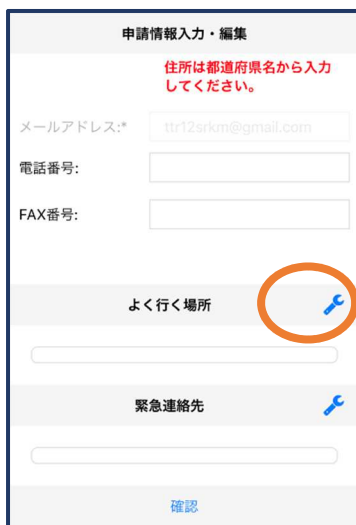 申請情報入力・編集
住所は都道府県名から入力
してください。
メールアドレス:* ttr12srkm@gmail.com
電話番号:
FAX番号:
よく行く場所
緊急連絡先
確認